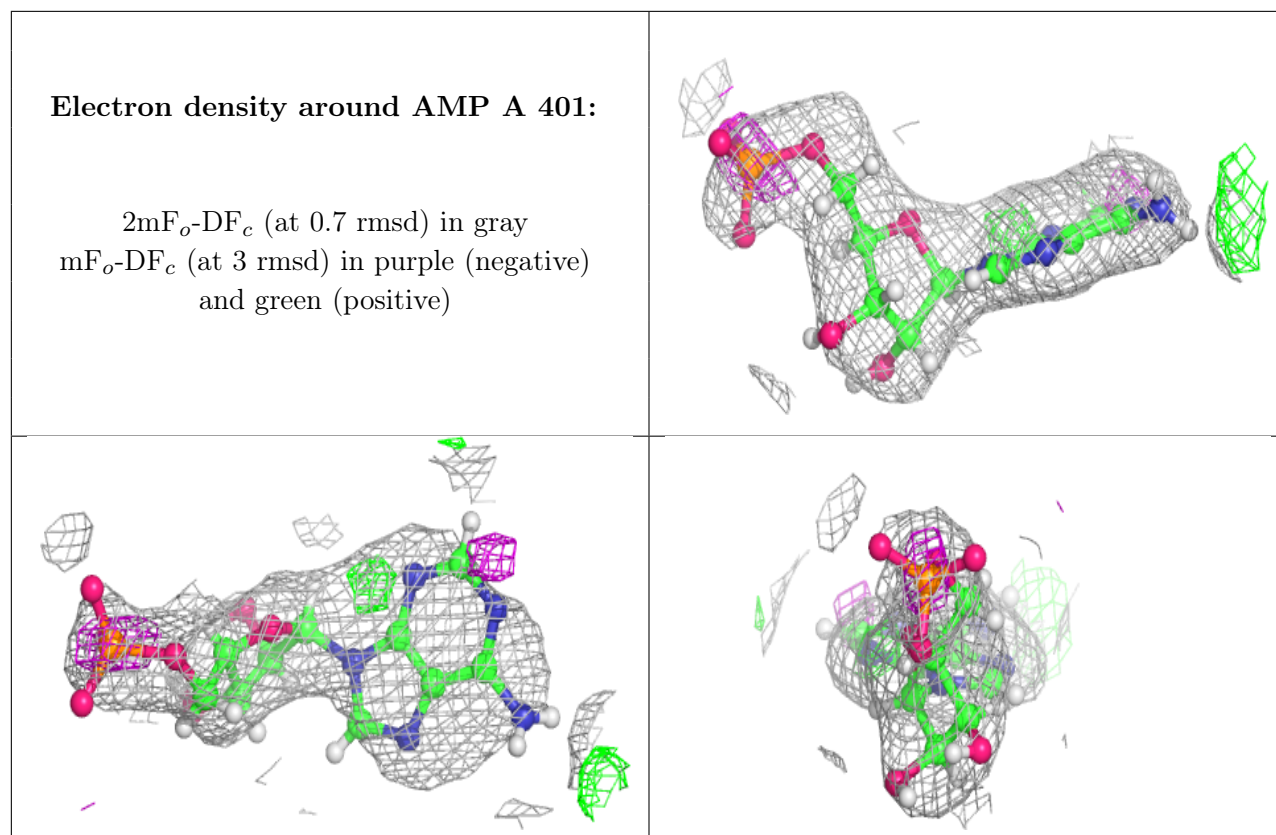 Electron density around AMP A 401:
2mFₒ-DF𝒸 (at 0.7 rmsd) in gray
mFₒ-DF𝒸 (at 3 rmsd) in purple (negative)
and green (positive)